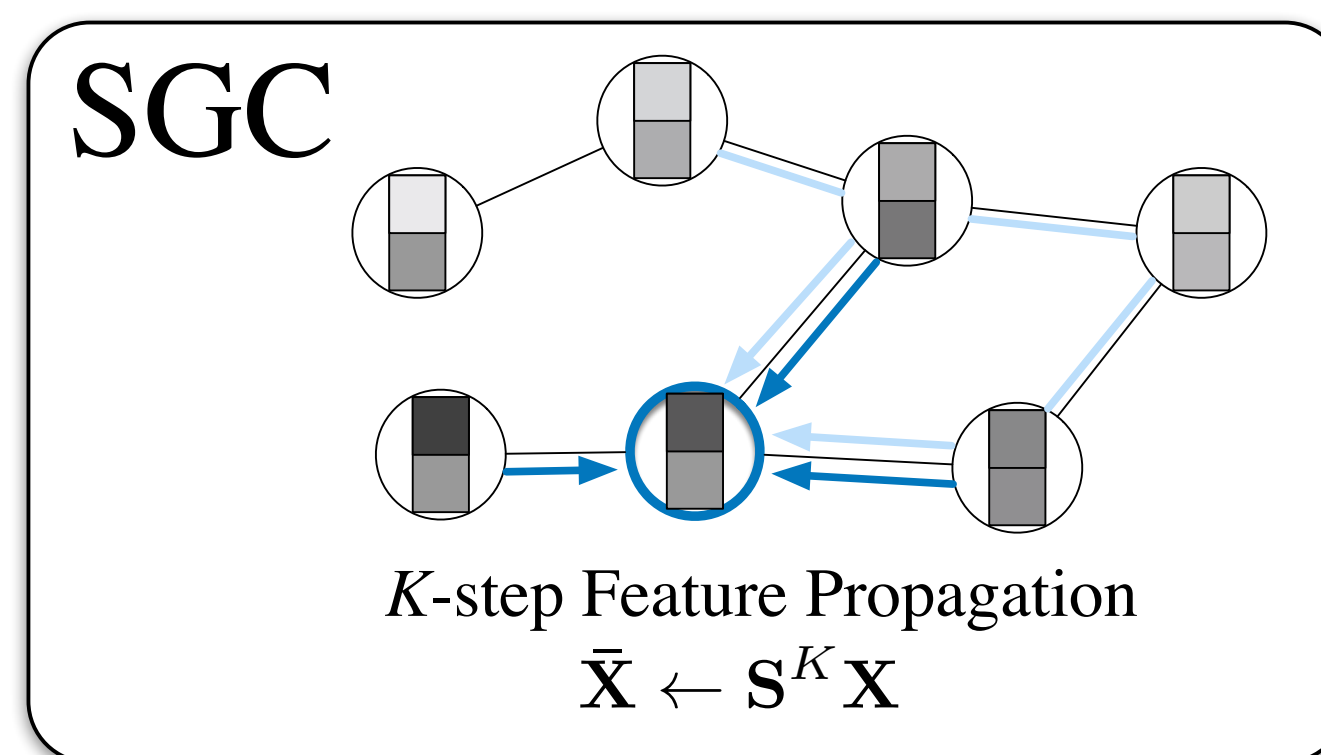 SGC
K-step Feature Propagation
X̄ ← S^K X